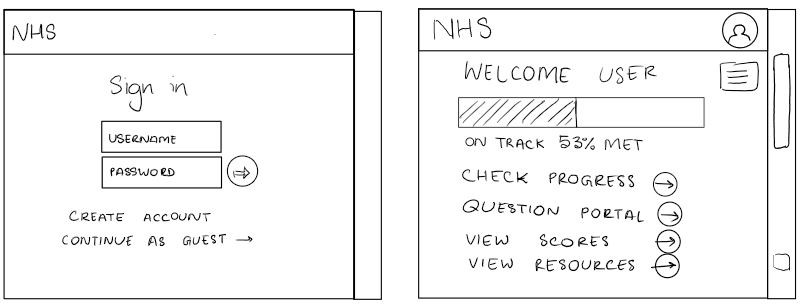 NHS
Sign in
USERNAME
PASSWORD
CREATE ACCOUNT
CONTINUE AS GUEST →
NHS
WELCOME USER
ON TRACK 53% MET
CHECK PROGRESS
QUESTION PORTAL
VIEW SCORES
VIEW RESOURCES